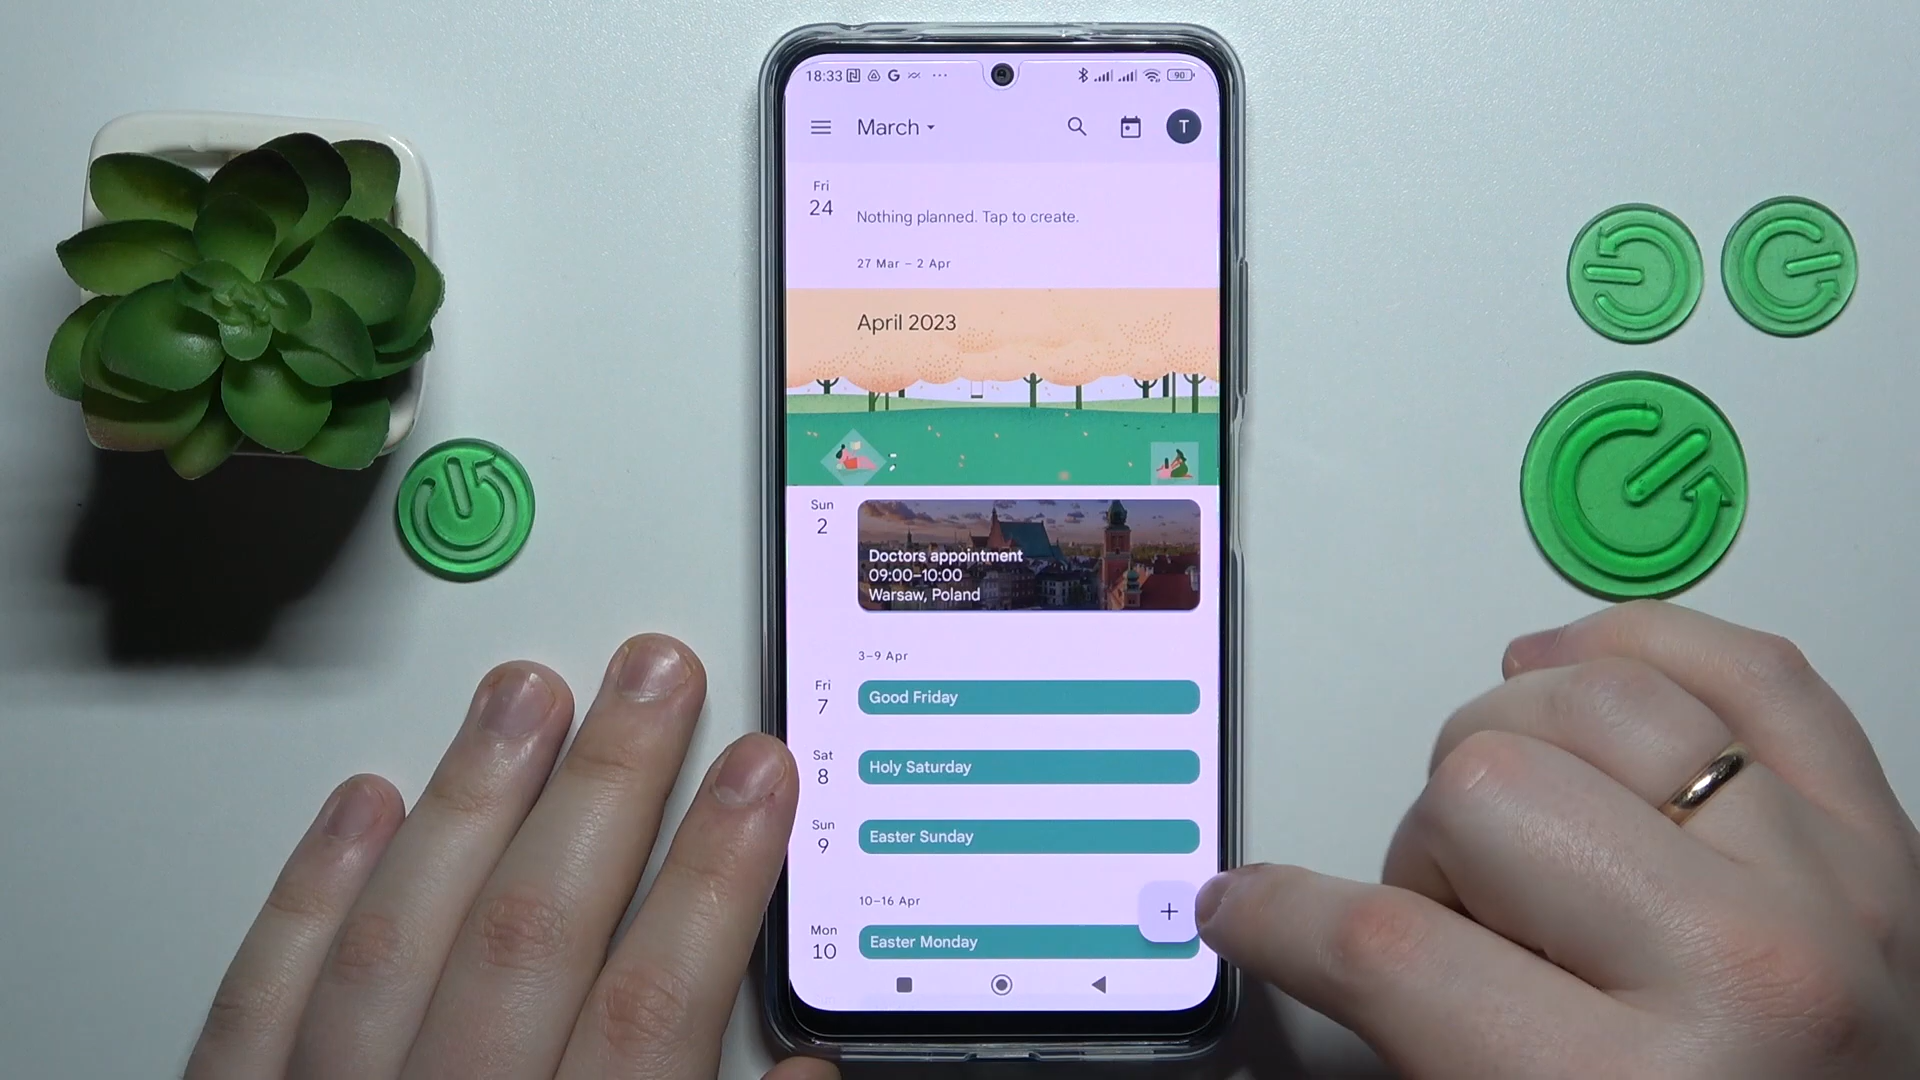 18:33
90
March
T
Fri
24
Nothing planned. Tap to create.
27 Mar – 2 Apr
April 2023
Sun
2
Doctors appointment
09:00–10:00
Warsaw, Poland
3–9 Apr
Fri
7
Good Friday
Sat
8
Holy Saturday
Sun
9
Easter Sunday
10–16 Apr
Mon
10
Easter Monday